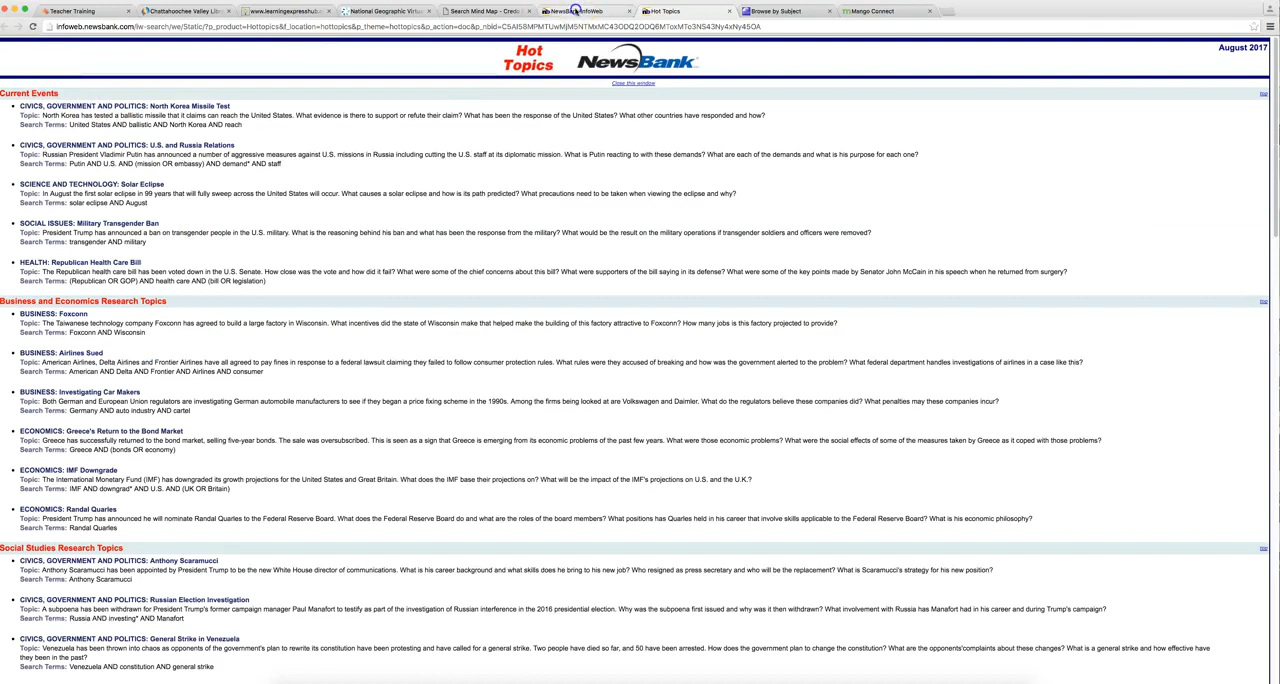 Teacher Training
Chattahoochee Valley Libr
www.learningexpresshub.c
National Geographic Virtu
Search Mind Map - Credo
NewsBank InfoWeb
Hot Topics
Browse by Subject
Mango Connect
August 2017
Hot Topics
NewsBank
Close this window
Current Events
top
CIVICS, GOVERNMENT AND POLITICS: North Korea Missile Test
Topic: North Korea has tested a ballistic missile that it claims can reach the United States. What evidence is there to support or refute their claim? What has been the response of the United States? What other countries have responded and how?
Search Terms: United States AND ballistic AND North Korea AND reach
CIVICS, GOVERNMENT AND POLITICS: U.S. and Russia Relations
Topic: Russian President Vladimir Putin has announced a number of aggressive measures against U.S. missions in Russia including cutting the U.S. staff at its diplomatic mission. What is Putin reacting to with these demands? What are each of the demands and what is his purpose for each one?
Search Terms: Putin AND U.S. AND (mission OR embassy) AND demand* AND staff
SCIENCE AND TECHNOLOGY: Solar Eclipse
Topic: In August the first solar eclipse in 99 years that will fully sweep across the United States will occur. What causes a solar eclipse and how is its path predicted? What precautions need to be taken when viewing the eclipse and why?
Search Terms: solar eclipse AND August
SOCIAL ISSUES: Military Transgender Ban
Topic: President Trump has announced a ban on transgender people in the U.S. military. What is the reasoning behind his ban and what has been the response from the military? What would be the result on the military operations if transgender soldiers and officers were removed?
Search Terms: transgender AND military
HEALTH: Republican Health Care Bill
Topic: The Republican health care bill has been voted down in the U.S. Senate. How close was the vote and how did it fail? What were some of the chief concerns about this bill? What were supporters of the bill saying in its defense? What were some of the key points made by Senator John McCain in his speech when he returned from surgery?
Search Terms: (Republican OR GOP) AND health care AND (bill OR legislation)
Business and Economics Research Topics
top
BUSINESS: Foxconn
Topic: The Taiwanese technology company Foxconn has agreed to build a large factory in Wisconsin. What incentives did the state of Wisconsin make that helped make the building of this factory attractive to Foxconn? How many jobs is this factory projected to provide?
Search Terms: Foxconn AND Wisconsin
BUSINESS: Airlines Sued
Topic: American Airlines, Delta Airlines and Frontier Airlines have all agreed to pay fines in response to a federal lawsuit claiming they failed to follow consumer protection rules. What rules were they accused of breaking and how was the government alerted to the problem? What federal department handles investigations of airlines in a case like this?
Search Terms: American AND Delta AND Frontier AND Airlines AND consumer
BUSINESS: Investigating Car Makers
Topic: Both German and European Union regulators are investigating German automobile manufacturers to see if they began a price fixing scheme in the 1990s. Among the firms being looked at are Volkswagen and Daimler. What do the regulators believe these companies did? What penalties may these companies incur?
Search Terms: Germany AND auto industry AND cartel
ECONOMICS: Greece's Return to the Bond Market
Topic: Greece has successfully returned to the bond market, selling five-year bonds. The sale was oversubscribed. This is seen as a sign that Greece is emerging from its economic problems of the past few years. What were those economic problems? What were the social effects of some of the measures taken by Greece as it coped with those problems?
Search Terms: Greece AND (bonds OR economy)
ECONOMICS: IMF Downgrade
Topic: The International Monetary Fund (IMF) has downgraded its growth projections for the United States and Great Britain. What does the IMF base their projections on? What will be the impact of the IMF's projections on U.S. and the U.K.?
Search Terms: IMF AND downgrad* AND U.S. AND (UK OR Britain)
ECONOMICS: Randal Quarles
Topic: President Trump has announced he will nominate Randal Quarles to the Federal Reserve Board. What does the Federal Reserve Board do and what are the roles of the board members? What positions has Quarles held in his career that involve skills applicable to the Federal Reserve Board? What is his economic philosophy?
Search Terms: Randal Quarles
Social Studies Research Topics
top
CIVICS, GOVERNMENT AND POLITICS: Anthony Scaramucci
Topic: Anthony Scaramucci has been appointed by President Trump to be the new White House director of communications. What is his career background and what skills does he bring to his new job? Who resigned as press secretary and who will be the replacement? What is Scaramucci's strategy for his new position?
Search Terms: Anthony Scaramucci
CIVICS, GOVERNMENT AND POLITICS: Russian Election Investigation
Topic: A subpoena has been withdrawn for President Trump's former campaign manager Paul Manafort to testify as part of the investigation of Russian interference in the 2016 presidential election. Why was the subpoena first issued and why was it then withdrawn? What involvement with Russia has Manafort had in his career and during Trump's campaign?
Search Terms: Russia AND investing* AND Manafort
CIVICS, GOVERNMENT AND POLITICS: General Strike in Venezuela
Topic: Venezuela has been thrown into chaos as opponents of the government's plan to rewrite its constitution have been protesting and have called for a general strike. Two people have died so far, and 50 have been arrested. How does the government plan to change the constitution? What are the opponents'complaints about these changes? What is a general strike and how effective have
they been in the past?
Search Terms: Venezuela AND constitution AND general strike